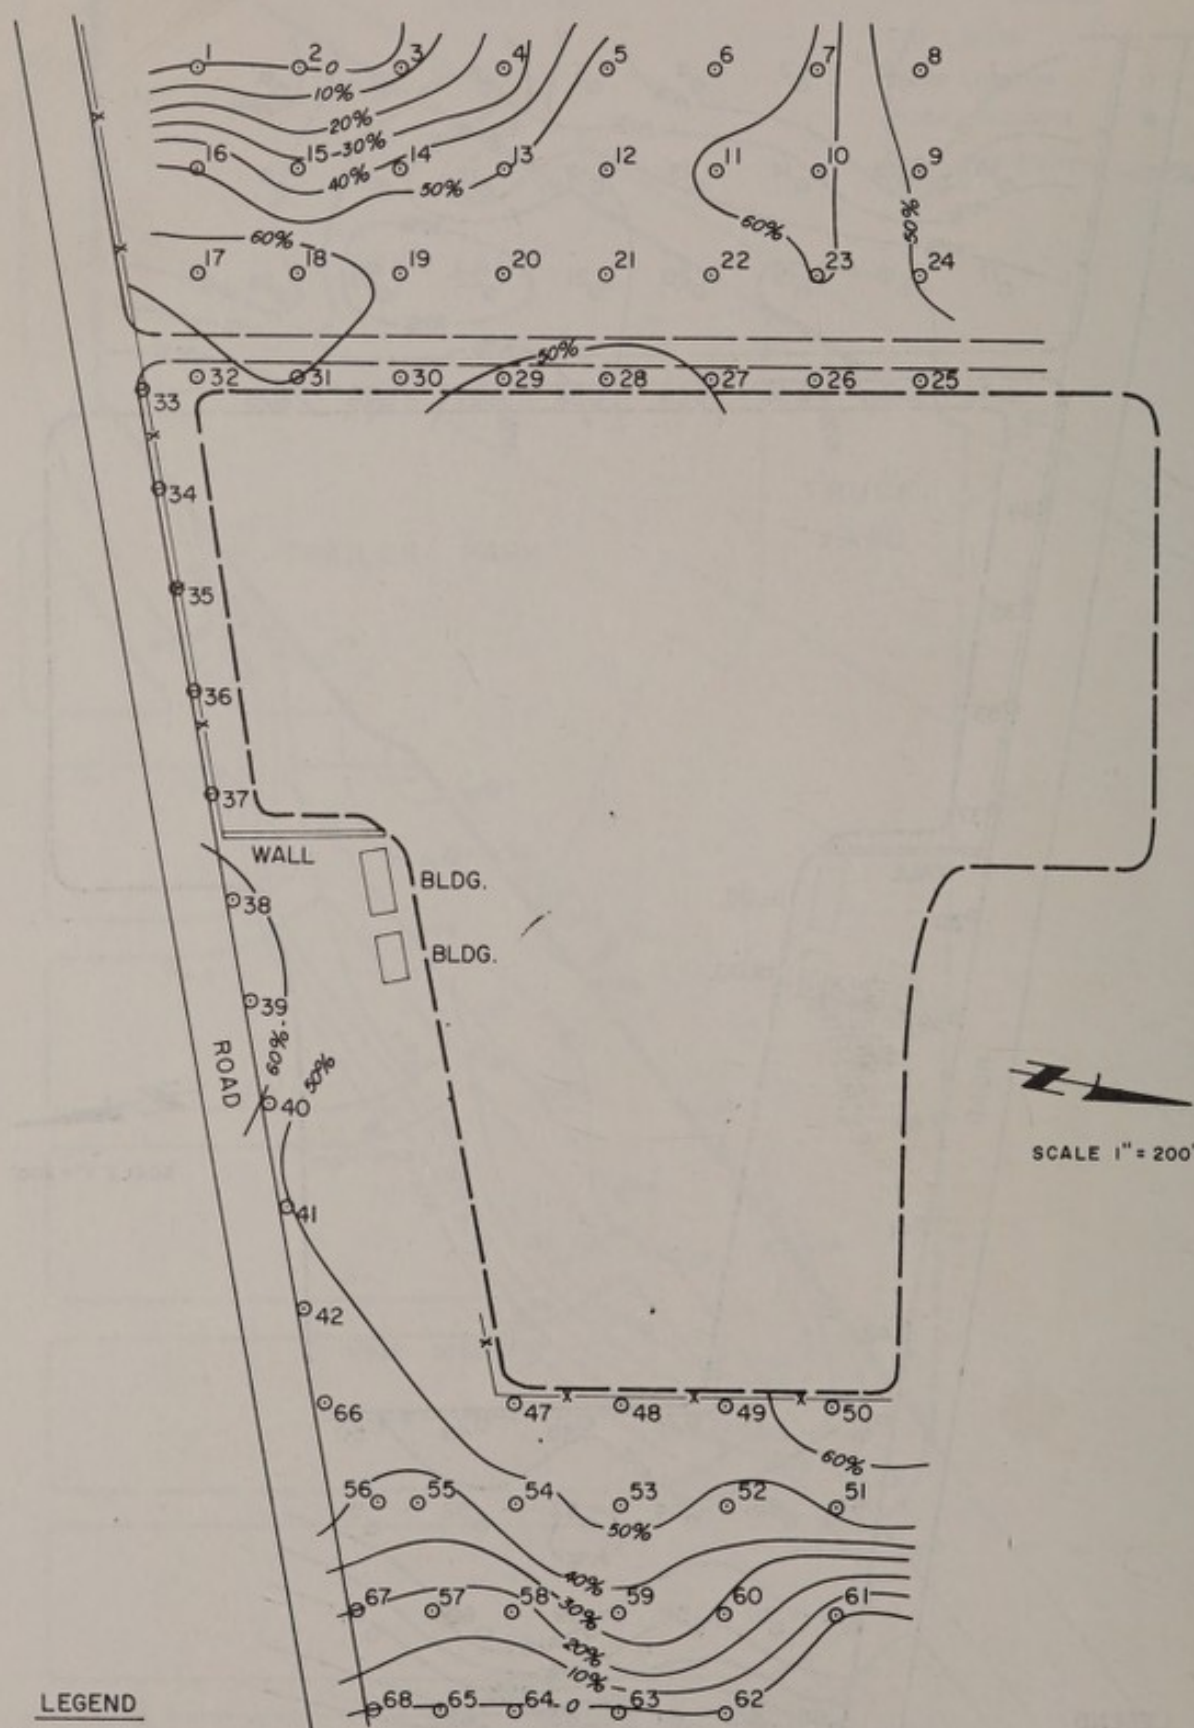 1 2 3 4 5 6 7 8
0
10%
20%
30%
16 15 14 13 12 11 10 9
40% 50%
60% 60% 50%
17 18 19 20 21 22 23 24
50%
33 32 31 30 29 28 27 26 25
34
35
36
37
WALL
BLDG.
38
BLDG.
39
60%
50%
ROAD
40
SCALE 1" = 200'
41
42
66 47 48 49 50
60%
56 55 54 53 52 51
50%
40%
67 57 58 59 60 61
30%
20%
10%
68 65 64 0 63 62
LEGEND